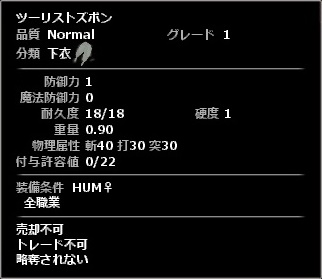 ツーリストズボン
品質 Normal グレード 1
分類 下衣
防御力 1
魔法防御力 0
耐久度 18/18 硬度 1
重量 0.90
物理属性 斬40 打30 突30
付与許容値 0/22
装備条件 HUM♀
全職業
売却不可
トレード不可
略奪されない